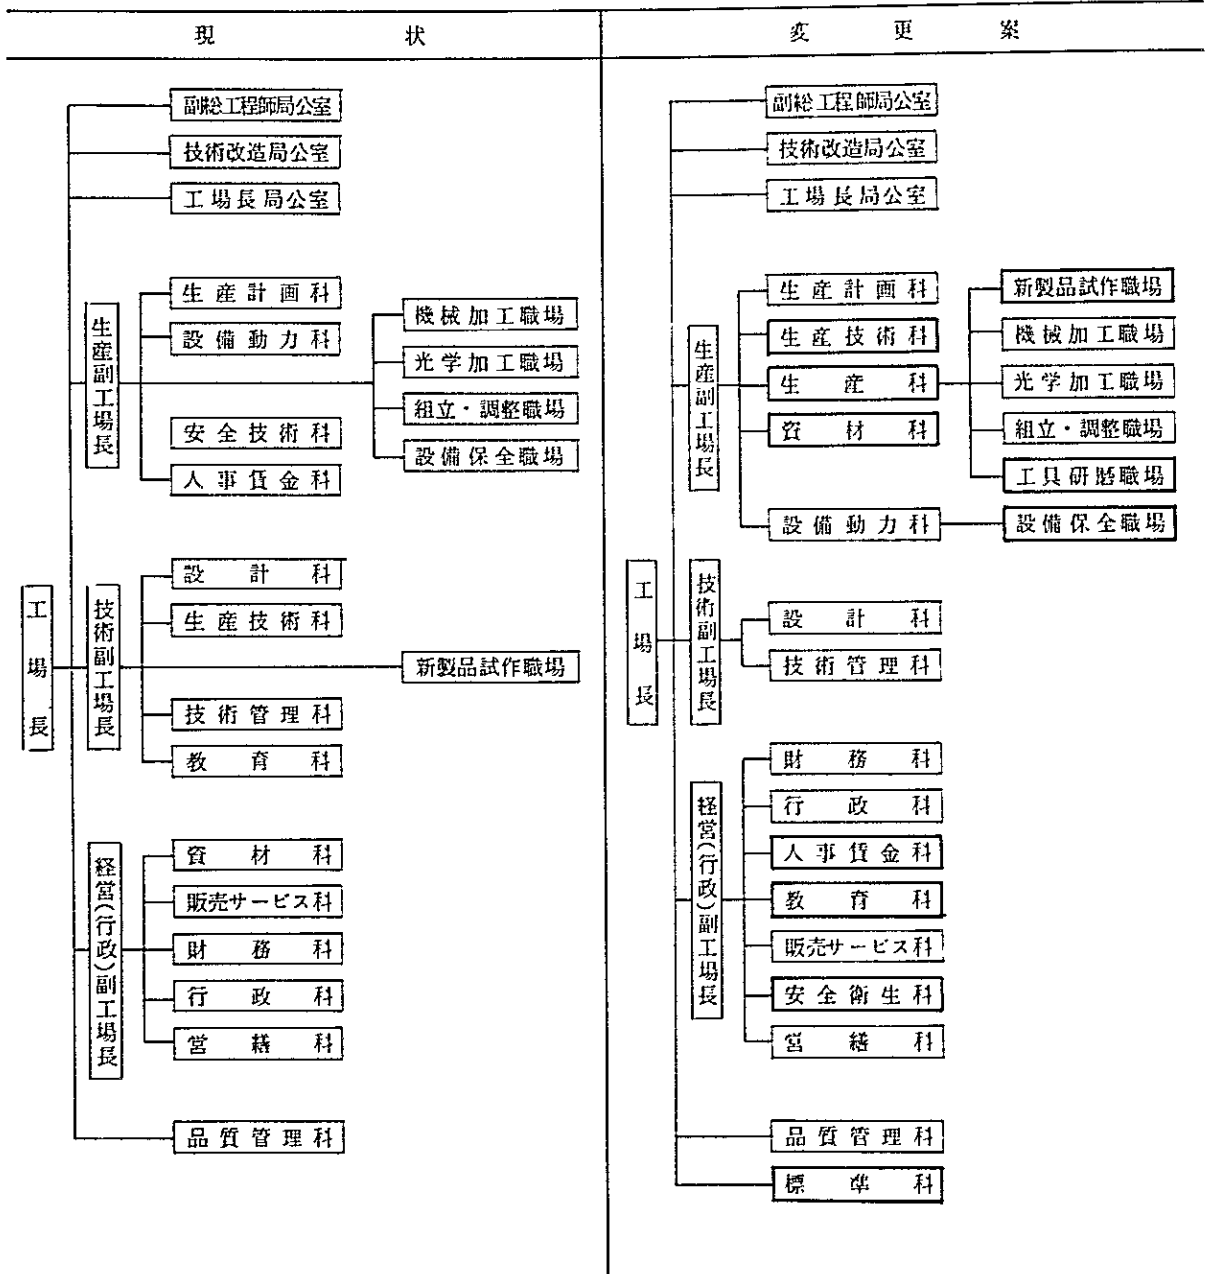 現状
副総工程師局公室
技術改造局公室
工場長局公室
生産計画科
設備動力科
安全技術科
人事賃金科
生産副工場長
機械加工職場
光学加工職場
組立・調整職場
設備保全職場
工場長
技術副工場長
設計科
生産技術科
新製品試作職場
技術管理科
教育科
経営(行政)副工場長
資材科
販売サービス科
財務科
行政科
営繕科
品質管理科
変更案
副総工程師局公室
技術改造局公室
工場長局公室
生産副工場長
生産計画科
生産技術科
生産科
資材科
設備動力科
新製品試作職場
機械加工職場
光学加工職場
組立・調整職場
工具研磨職場
設備保全職場
工場長
技術副工場長
設計科
技術管理科
経営(行政)副工場長
財務科
行政科
人事賃金科
教育科
販売サービス科
安全衛生科
営繕科
品質管理科
標準科